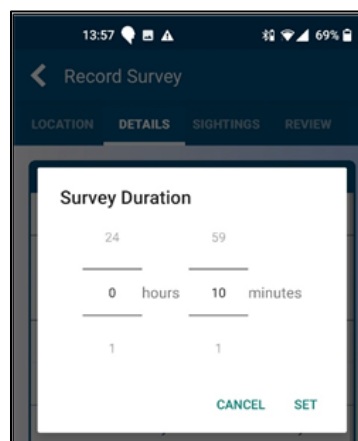 13:57 69%
Record Survey
LOCATION DETAILS SIGHTINGS REVIEW
Survey Duration
24 59
0 hours 10 minutes
1 1
CANCEL SET